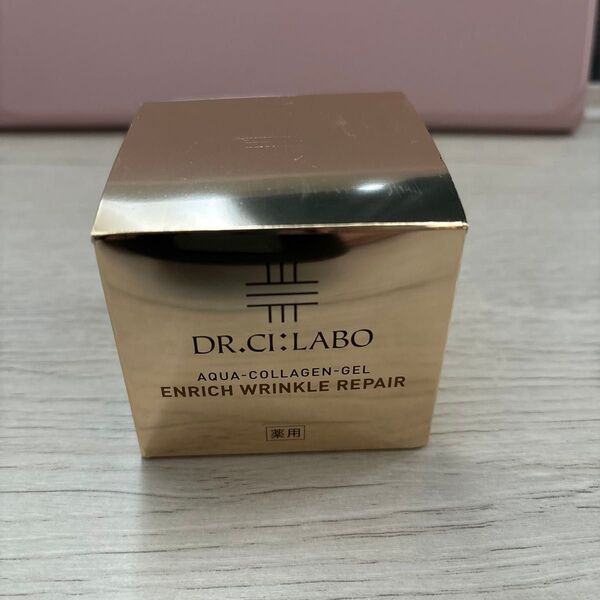 DR.CI:LABO
AQUA-COLLAGEN-GEL
ENRICH WRINKLE REPAIR
薬用